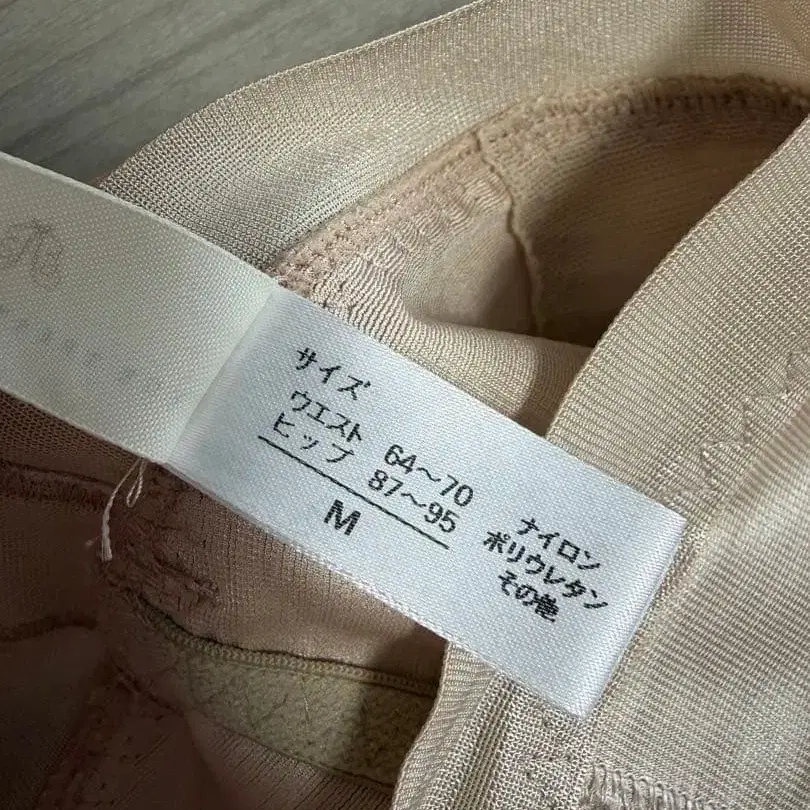 サイズ
ウエスト 64～70
ヒップ 87～95
M
ナイロン
ポリウレタン
その他